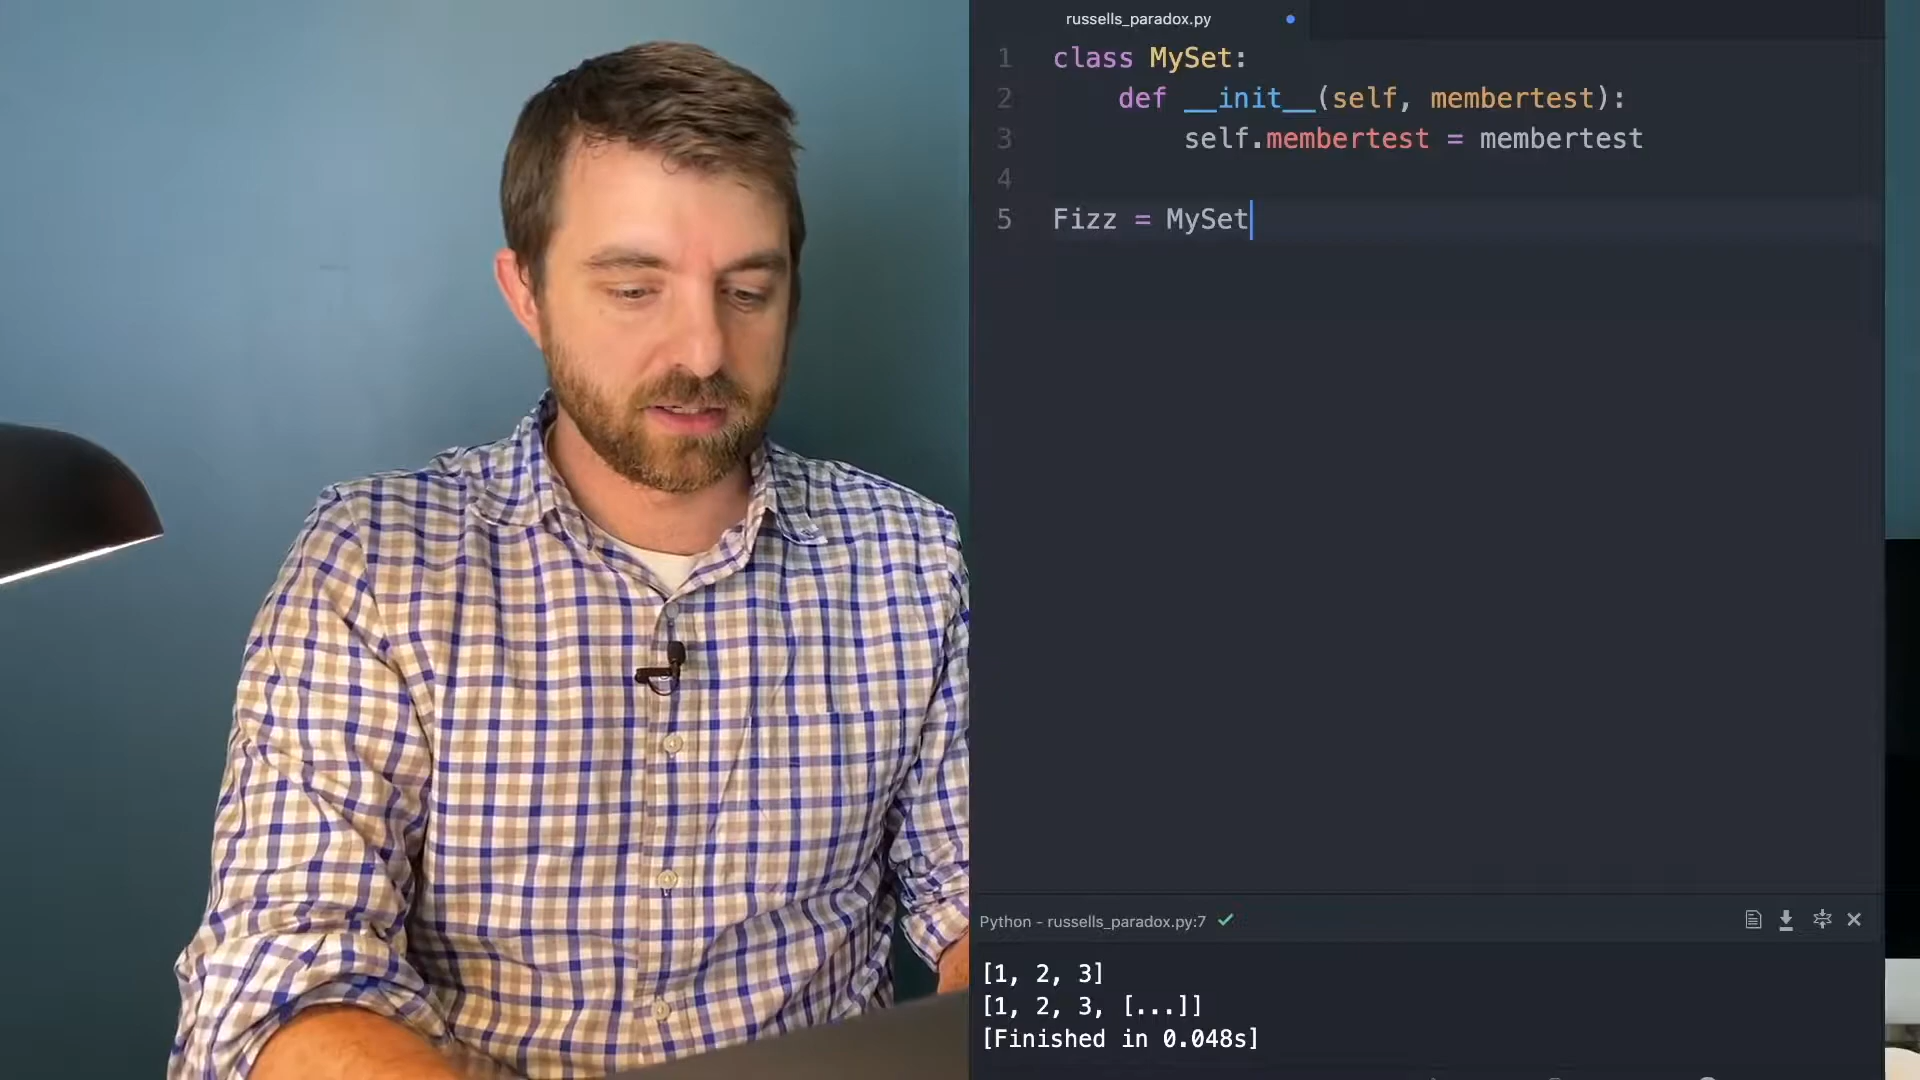 russells_paradox.py
1 class MySet:
2 def __init__(self, membertest):
3 self.membertest = membertest
4
5 Fizz = MySet
Python - russells_paradox.py:7
[1, 2, 3]
[1, 2, 3, [...]]
[Finished in 0.048s]